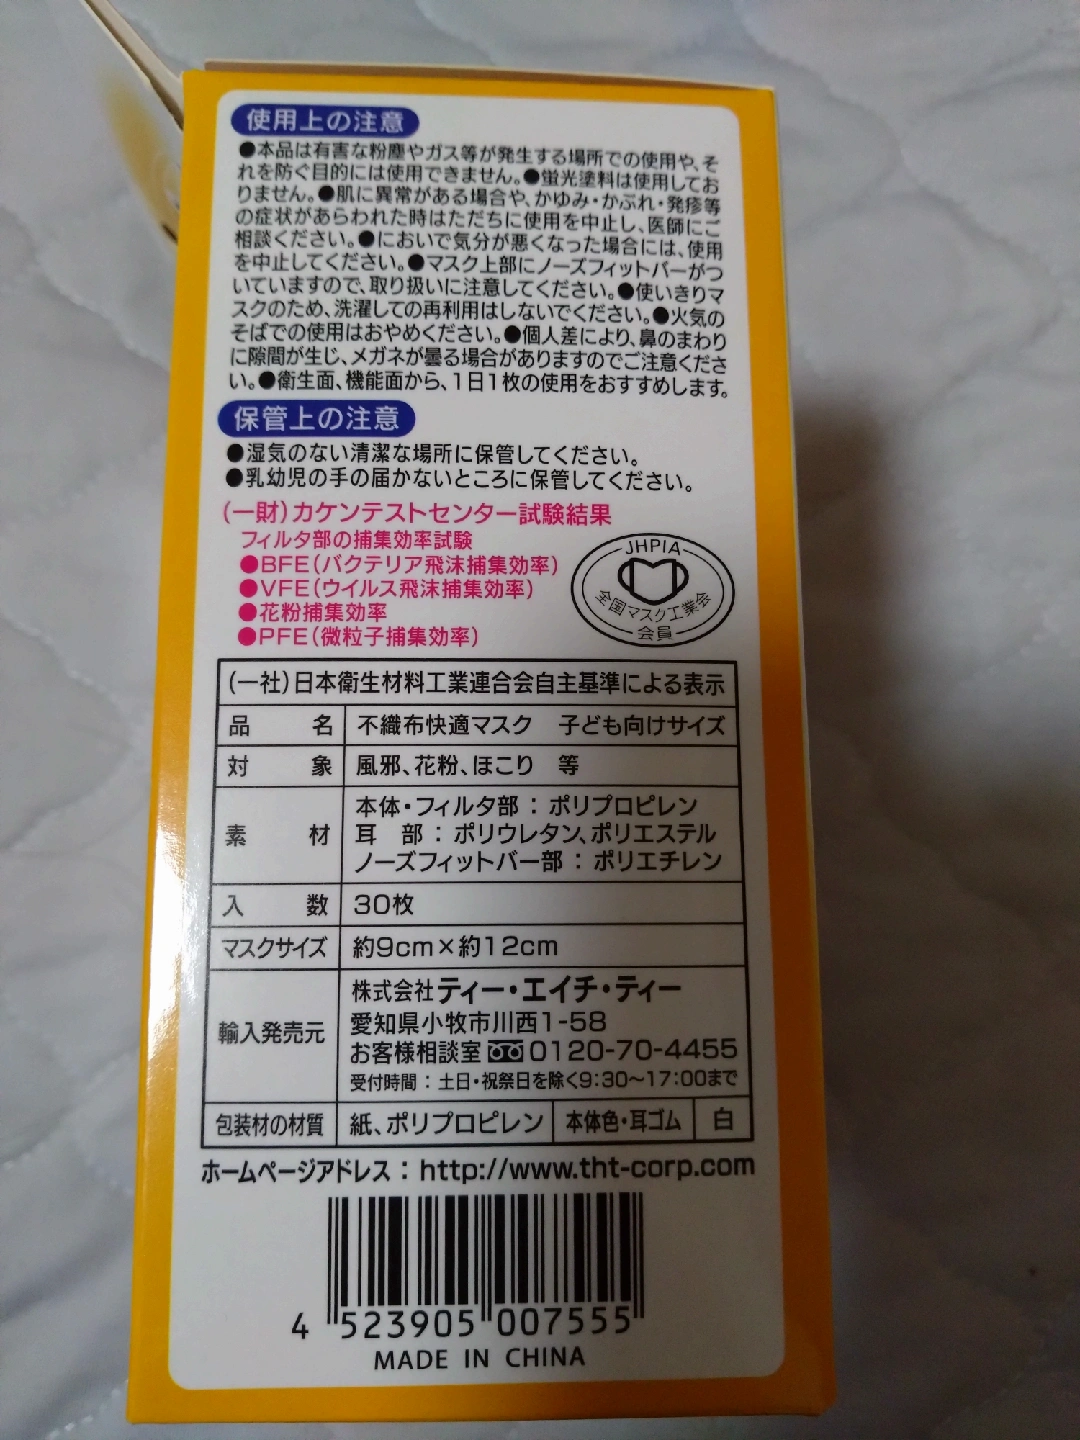 使用上の注意
●本品は有害な粉塵やガス等が発生する場所での使用や、そ
れを防ぐ目的には使用できません。●蛍光塗料は使用してお
りません。●肌に異常がある場合や、かゆみ・かぶれ・発疹等
の症状があらわれた時はただちに使用を中止し、医師にご
相談ください。●においで気分が悪くなった場合には、使用
を中止してください。●マスク上部にノーズフィットバーがつ
いていますので、取り扱いに注意してください。●使いきりマ
スクのため、洗濯しての再利用はしないでください。●火気の
そばでの使用はおやめください。●個人差により、鼻のまわり
に隙間が生じ、メガネが曇る場合がありますのでご注意くださ
い。●衛生面、機能面から、1日1枚の使用をおすすめします。
保管上の注意
●湿気のない清潔な場所に保管してください。
●乳幼児の手の届かないところに保管してください。
(一財)カケンテストセンター試験結果
フィルタ部の捕集効率試験
●BFE(バクテリア飛沫捕集効率)
●VFE(ウイルス飛沫捕集効率)
●花粉捕集効率
●PFE(微粒子捕集効率)
JHPIA
全国マスク工業会
会員
(一社)日本衛生材料工業連合会自主基準による表示
品名 不織布快適マスク 子ども向けサイズ
対象 風邪、花粉、ほこり 等
素材 本体・フィルタ部：ポリプロピレン
耳部：ポリウレタン、ポリエステル
ノーズフィットバー部：ポリエチレン
入数 30枚
マスクサイズ 約9cm×約12cm
輸入発売元 株式会社ティー・エイチ・ティー
愛知県小牧市川西1-58
お客様相談室 0120-70-4455
受付時間：土日・祝祭日を除く9:30〜17:00まで
包装材の材質 紙、ポリプロピレン 本体色・耳ゴム 白
ホームページアドレス：http://www.tht-corp.com
4 523905 007555
MADE IN CHINA